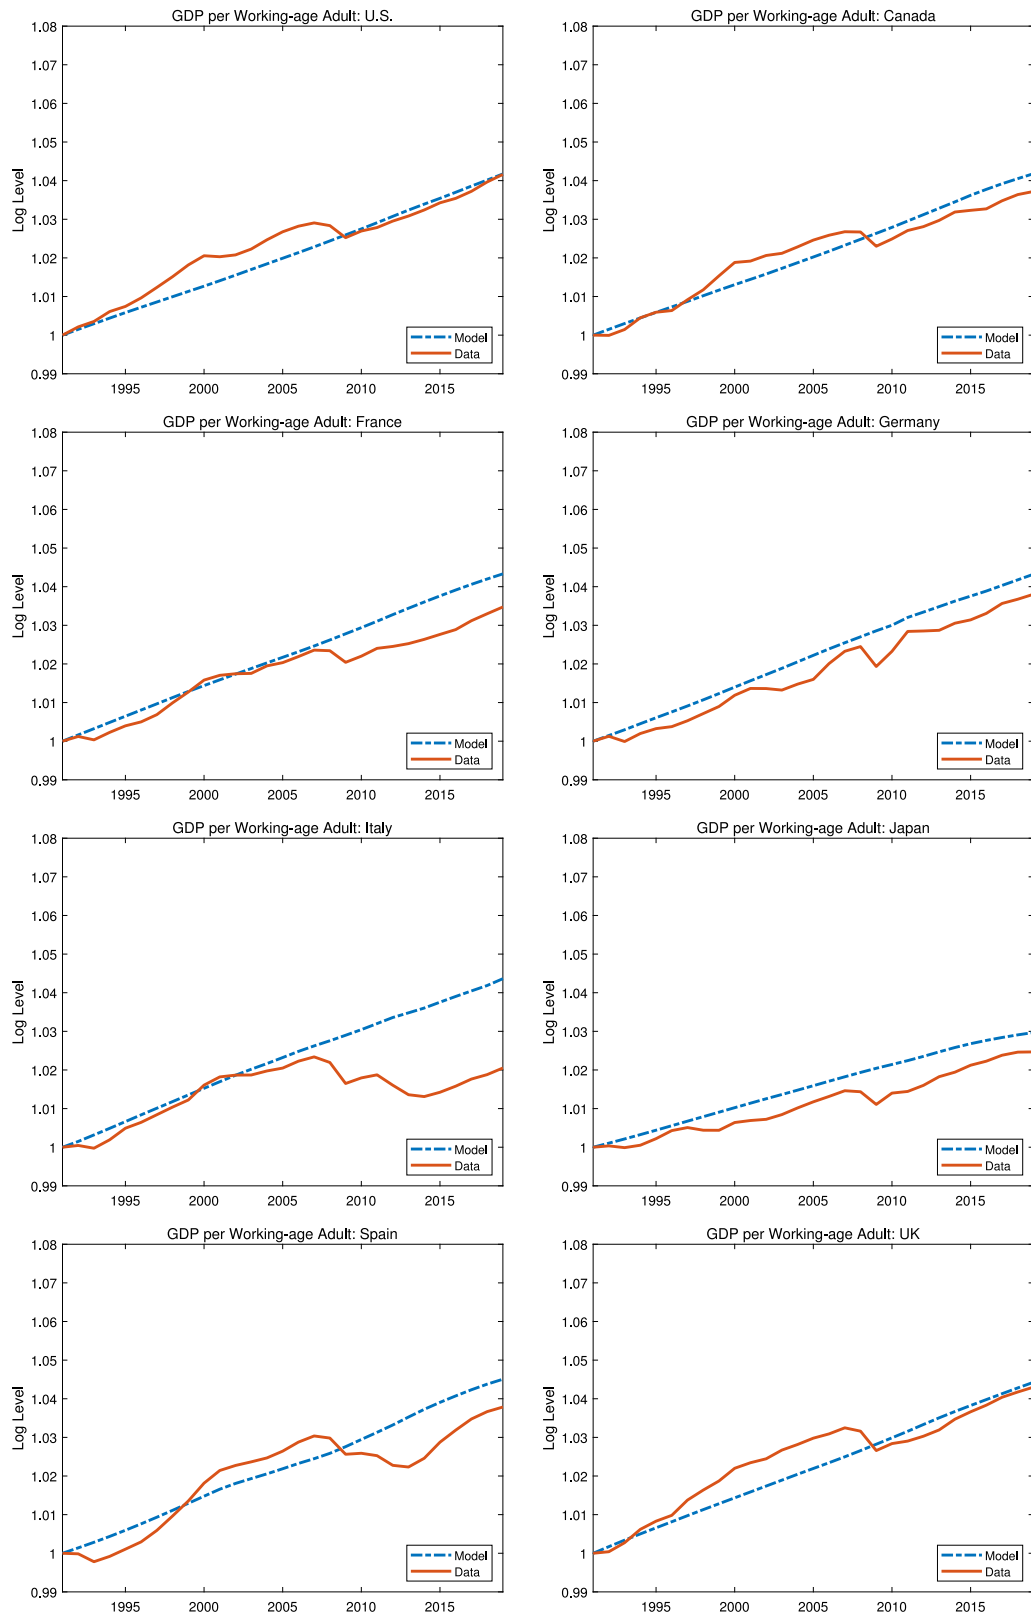 GDP per Working-age Adult: U.S.
1.08
1.07
1.06
1.05
1.04
1.03
1.02
1.01
1
0.99
Log Level
Model
Data
1995 2000 2005 2010 2015
GDP per Working-age Adult: Canada
1.08
1.07
1.06
1.05
1.04
1.03
1.02
1.01
1
0.99
Log Level
Model
Data
1995 2000 2005 2010 2015
GDP per Working-age Adult: France
1.08
1.07
1.06
1.05
1.04
1.03
1.02
1.01
1
0.99
Log Level
Model
Data
1995 2000 2005 2010 2015
GDP per Working-age Adult: Germany
1.08
1.07
1.06
1.05
1.04
1.03
1.02
1.01
1
0.99
Log Level
Model
Data
1995 2000 2005 2010 2015
GDP per Working-age Adult: Italy
1.08
1.07
1.06
1.05
1.04
1.03
1.02
1.01
1
0.99
Log Level
Model
Data
1995 2000 2005 2010 2015
GDP per Working-age Adult: Japan
1.08
1.07
1.06
1.05
1.04
1.03
1.02
1.01
1
0.99
Log Level
Model
Data
1995 2000 2005 2010 2015
GDP per Working-age Adult: Spain
1.08
1.07
1.06
1.05
1.04
1.03
1.02
1.01
1
0.99
Log Level
Model
Data
1995 2000 2005 2010 2015
GDP per Working-age Adult: UK
1.08
1.07
1.06
1.05
1.04
1.03
1.02
1.01
1
0.99
Log Level
Model
Data
1995 2000 2005 2010 2015